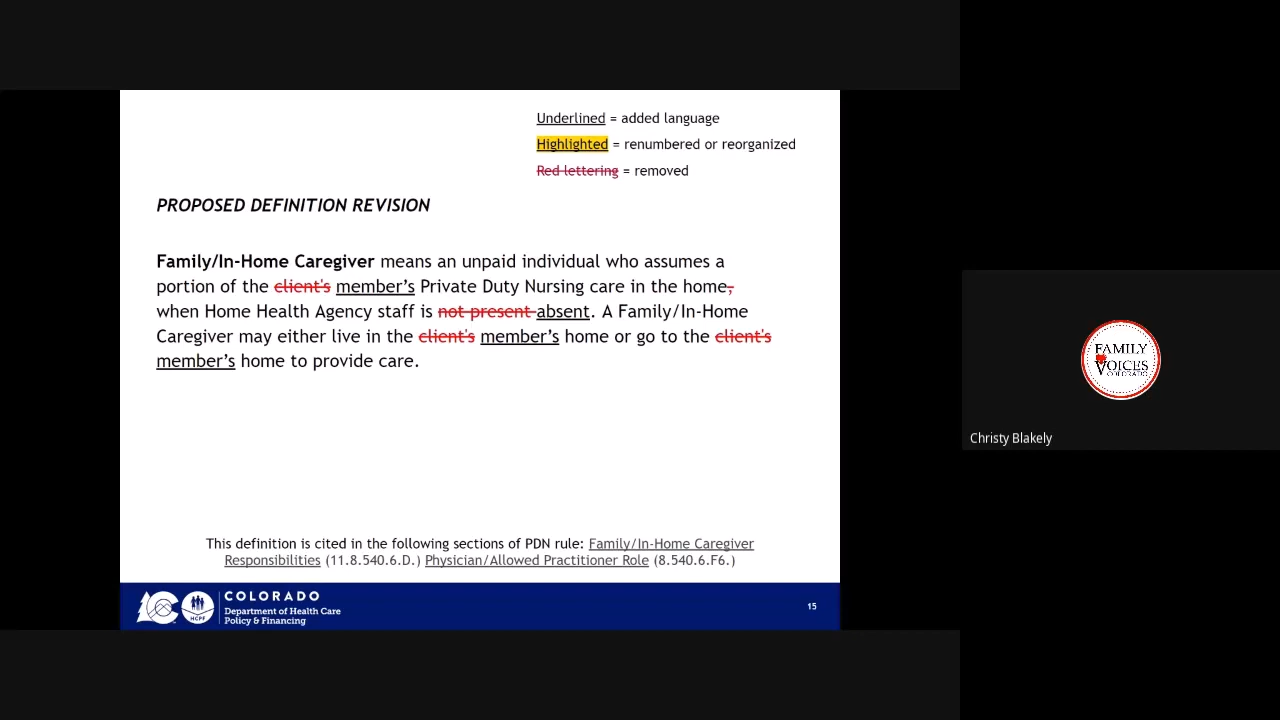 Underlined = added language
Highlighted = renumbered or reorganized
Red lettering = removed
PROPOSED DEFINITION REVISION
Family/In-Home Caregiver means an unpaid individual who assumes a
portion of the client's member's Private Duty Nursing care in the home,
when Home Health Agency staff is not present absent. A Family/In-Home
Caregiver may either live in the client's member's home or go to the client's
member's home to provide care.
This definition is cited in the following sections of PDN rule: Family/In-Home Caregiver
Responsibilities (11.8.540.6.D.) Physician/Allowed Practitioner Role (8.540.6.F6.)
HCPF
COLORADO
Department of Health Care
Policy & Financing
15
FAMILY
VOICES
COLORADO
Christy Blakely